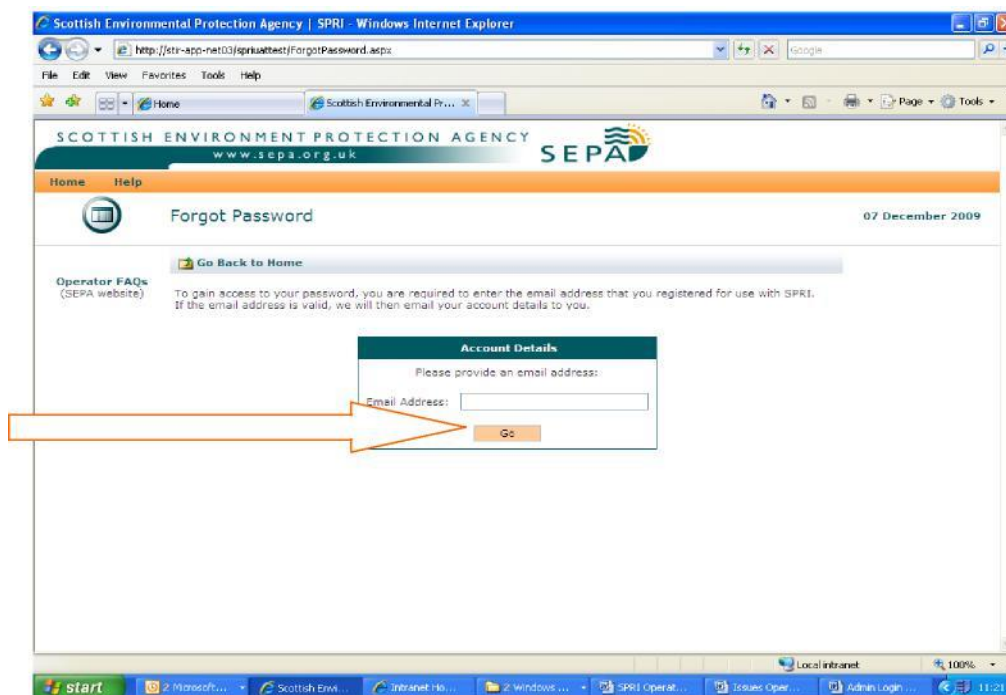 Scottish Environmental Protection Agency | SPRI - Windows Internet Explorer
http://stir-app-net03/spriuattest/ForgotPassword.aspx
Google
File Edit View Favorites Tools Help
Home
Scottish Environmental Pr...
Page
Tools
SCOTTISH ENVIRONMENT PROTECTION AGENCY
www.sepa.org.uk
SEPA
Home Help
Forgot Password
07 December 2009
Go Back to Home
Operator FAQs
(SEPA website)
To gain access to your password, you are required to enter the email address that you registered for use with SPRI.
If the email address is valid, we will then email your account details to you.
Account Details
Please provide an email address:
Email Address:
Go
Local intranet
100%
start
2 Microsoft...
Scottish Envi...
Intranet Ho...
2 Windows ...
SPRI Operat...
Issues Oper...
Admin Login...